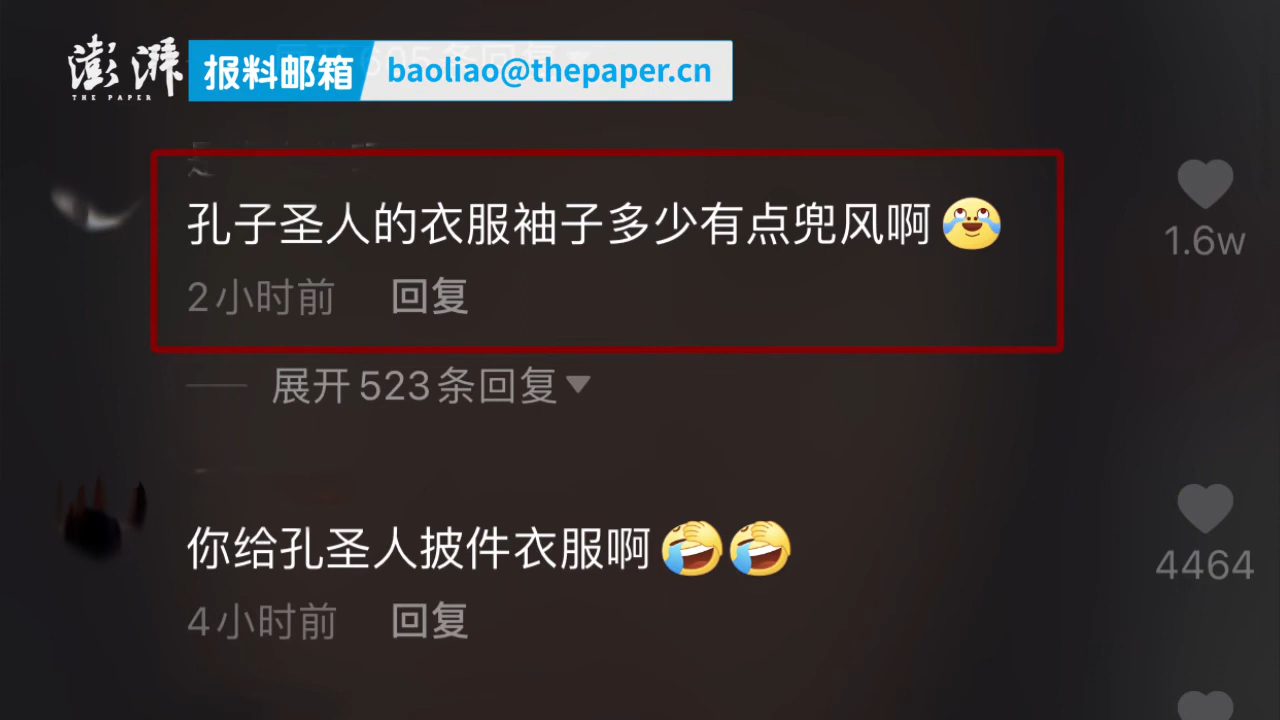 澎湃
THE PAPER
报料邮箱 baoliao@thepaper.cn
孔子圣人的衣服袖子多少有点兜风啊
2小时前 回复
1.6w
展开523条回复
你给孔圣人披件衣服啊
4小时前 回复
4464